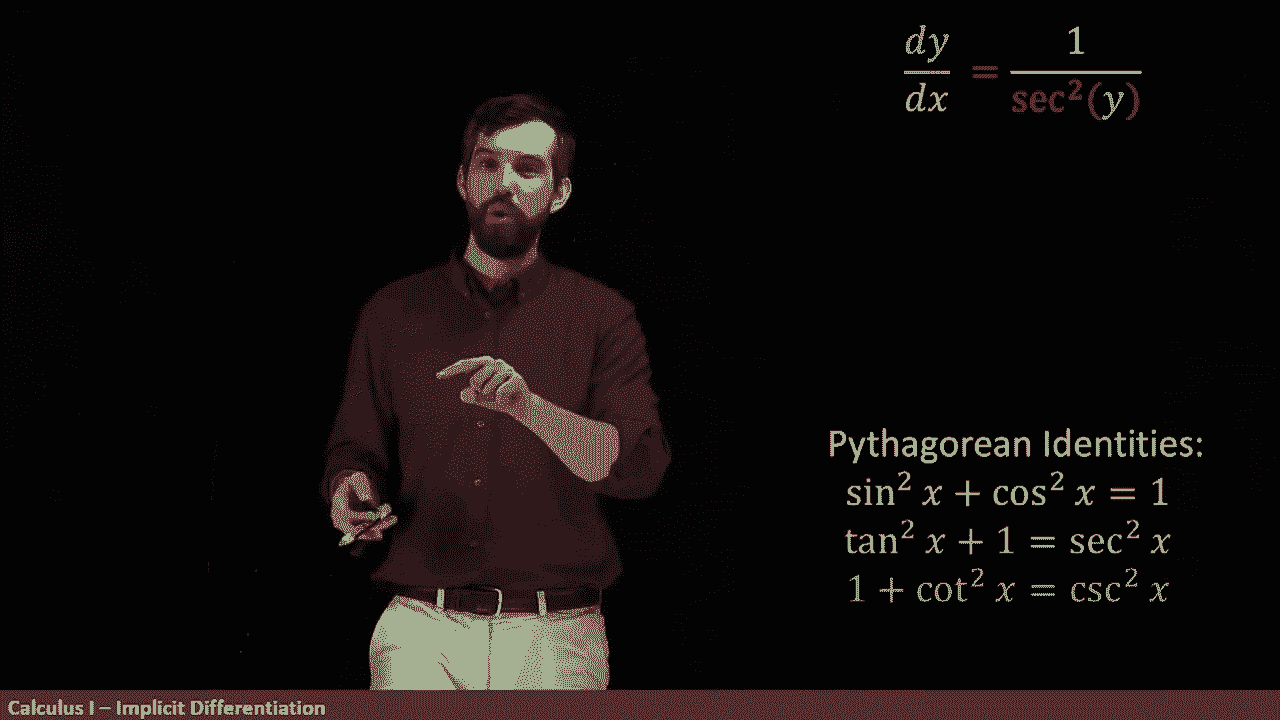 dy/dx = 1/sec²(y)
Pythagorean Identities:
sin² x + cos² x = 1
tan² x + 1 = sec² x
1 + cot² x = csc² x
Calculus I – Implicit Differentiation